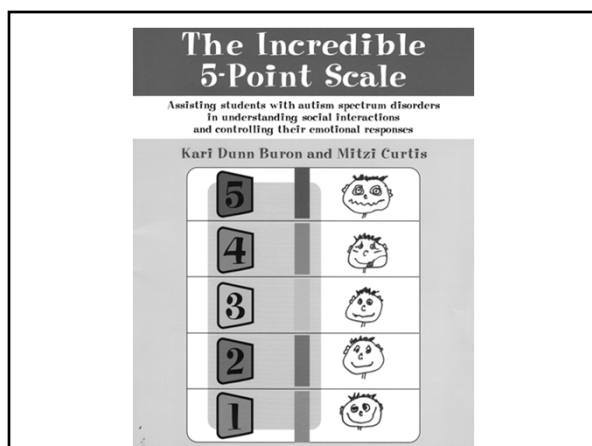 The Incredible
5-Point Scale
Assisting students with autism spectrum disorders
in understanding social interactions
and controlling their emotional responses
Kari Dunn Buron and Mitzi Curtis
5
4
3
2
1